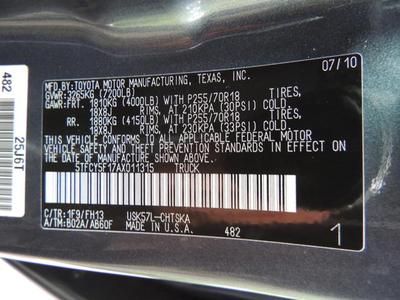 MFD BY: TOYOTA MOTOR MANUFACTURING, TEXAS, INC. 07/10
GVWR: 3265KG (7200LB)
GAWR: FRT. 1810KG (4000LB) WITH P255/70R18 TIRES,
18X8J RIMS, AT 210KPA (30PSI) COLD.
RR. 1880KG (4150LB) WITH P255/70R18 TIRES,
18X8J RIMS, AT 230KPA (33PSI) COLD.
THIS VEHICLE CONFORMS TO ALL APPLICABLE FEDERAL MOTOR
VEHICLE SAFETY AND THEFT PREVENTION STANDARDS IN
EFFECT ON THE DATE OF MANUFACTURE SHOWN ABOVE.
5TFCY5F17AX011315 TRUCK
C/TR: 1F9/FH13 USK57L-CHTSKA
A/TM: B02A/AB60F MADE IN U.S.A.
482 1
482
25J6T